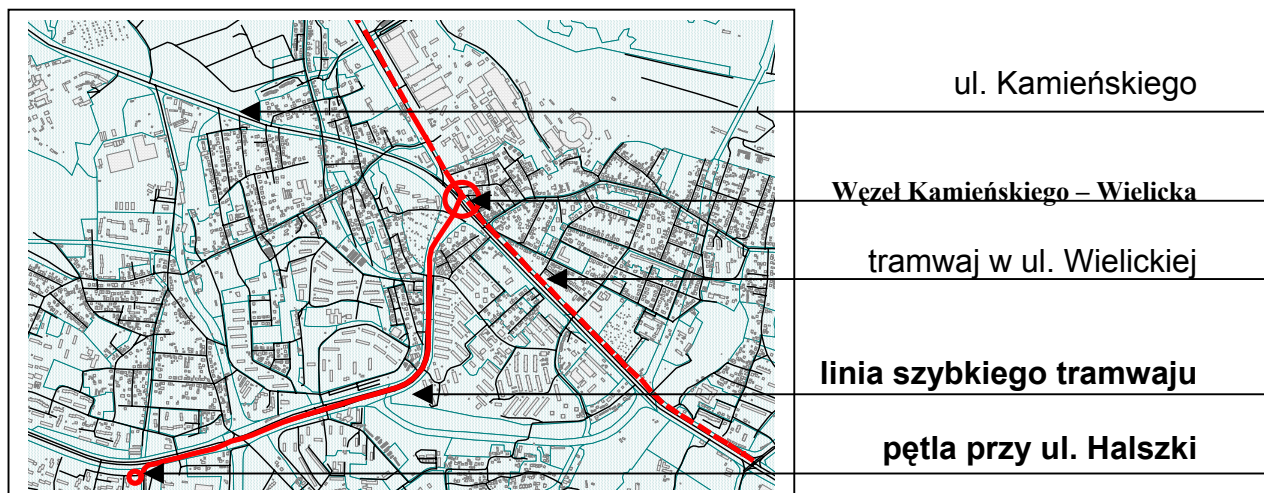 ul. Kamieńskiego
Węzeł Kamieńskiego – Wielicka
tramwaj w ul. Wielickiej
linia szybkiego tramwaju
pętla przy ul. Halszki